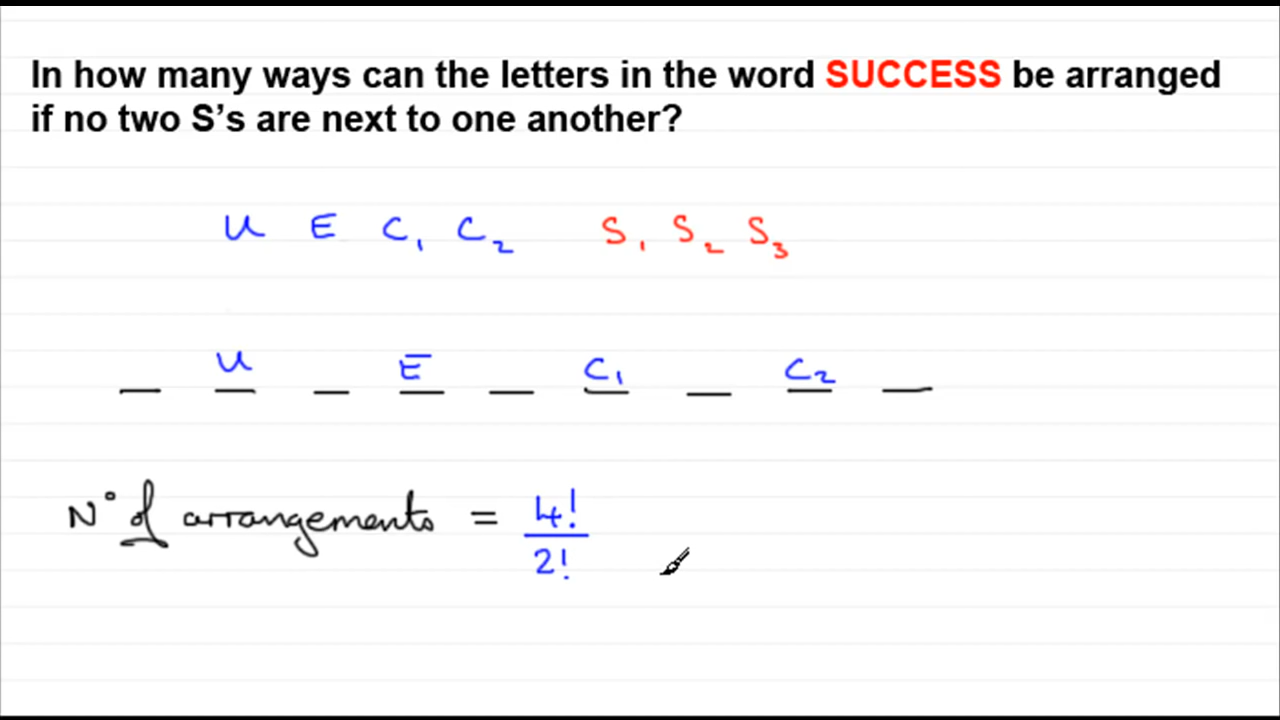 In how many ways can the letters in the word SUCCESS be arranged
if no two S’s are next to one another?
U E C₁ C₂ S₁ S₂ S₃
_ U _ E _ C₁ _ C₂ _
N° of arrangements = 4!/2!